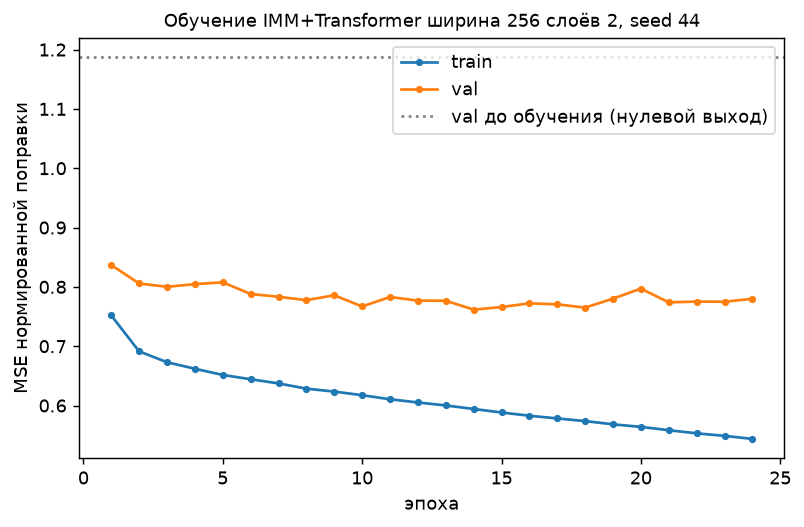 Обучение IMM+Transformer ширина 256 слоёв 2, seed 44
MSE нормированной поправки
1.2
1.1
1.0
0.9
0.8
0.7
0.6
train
val
val до обучения (нулевой выход)
0
5
10
15
20
25
эпоха